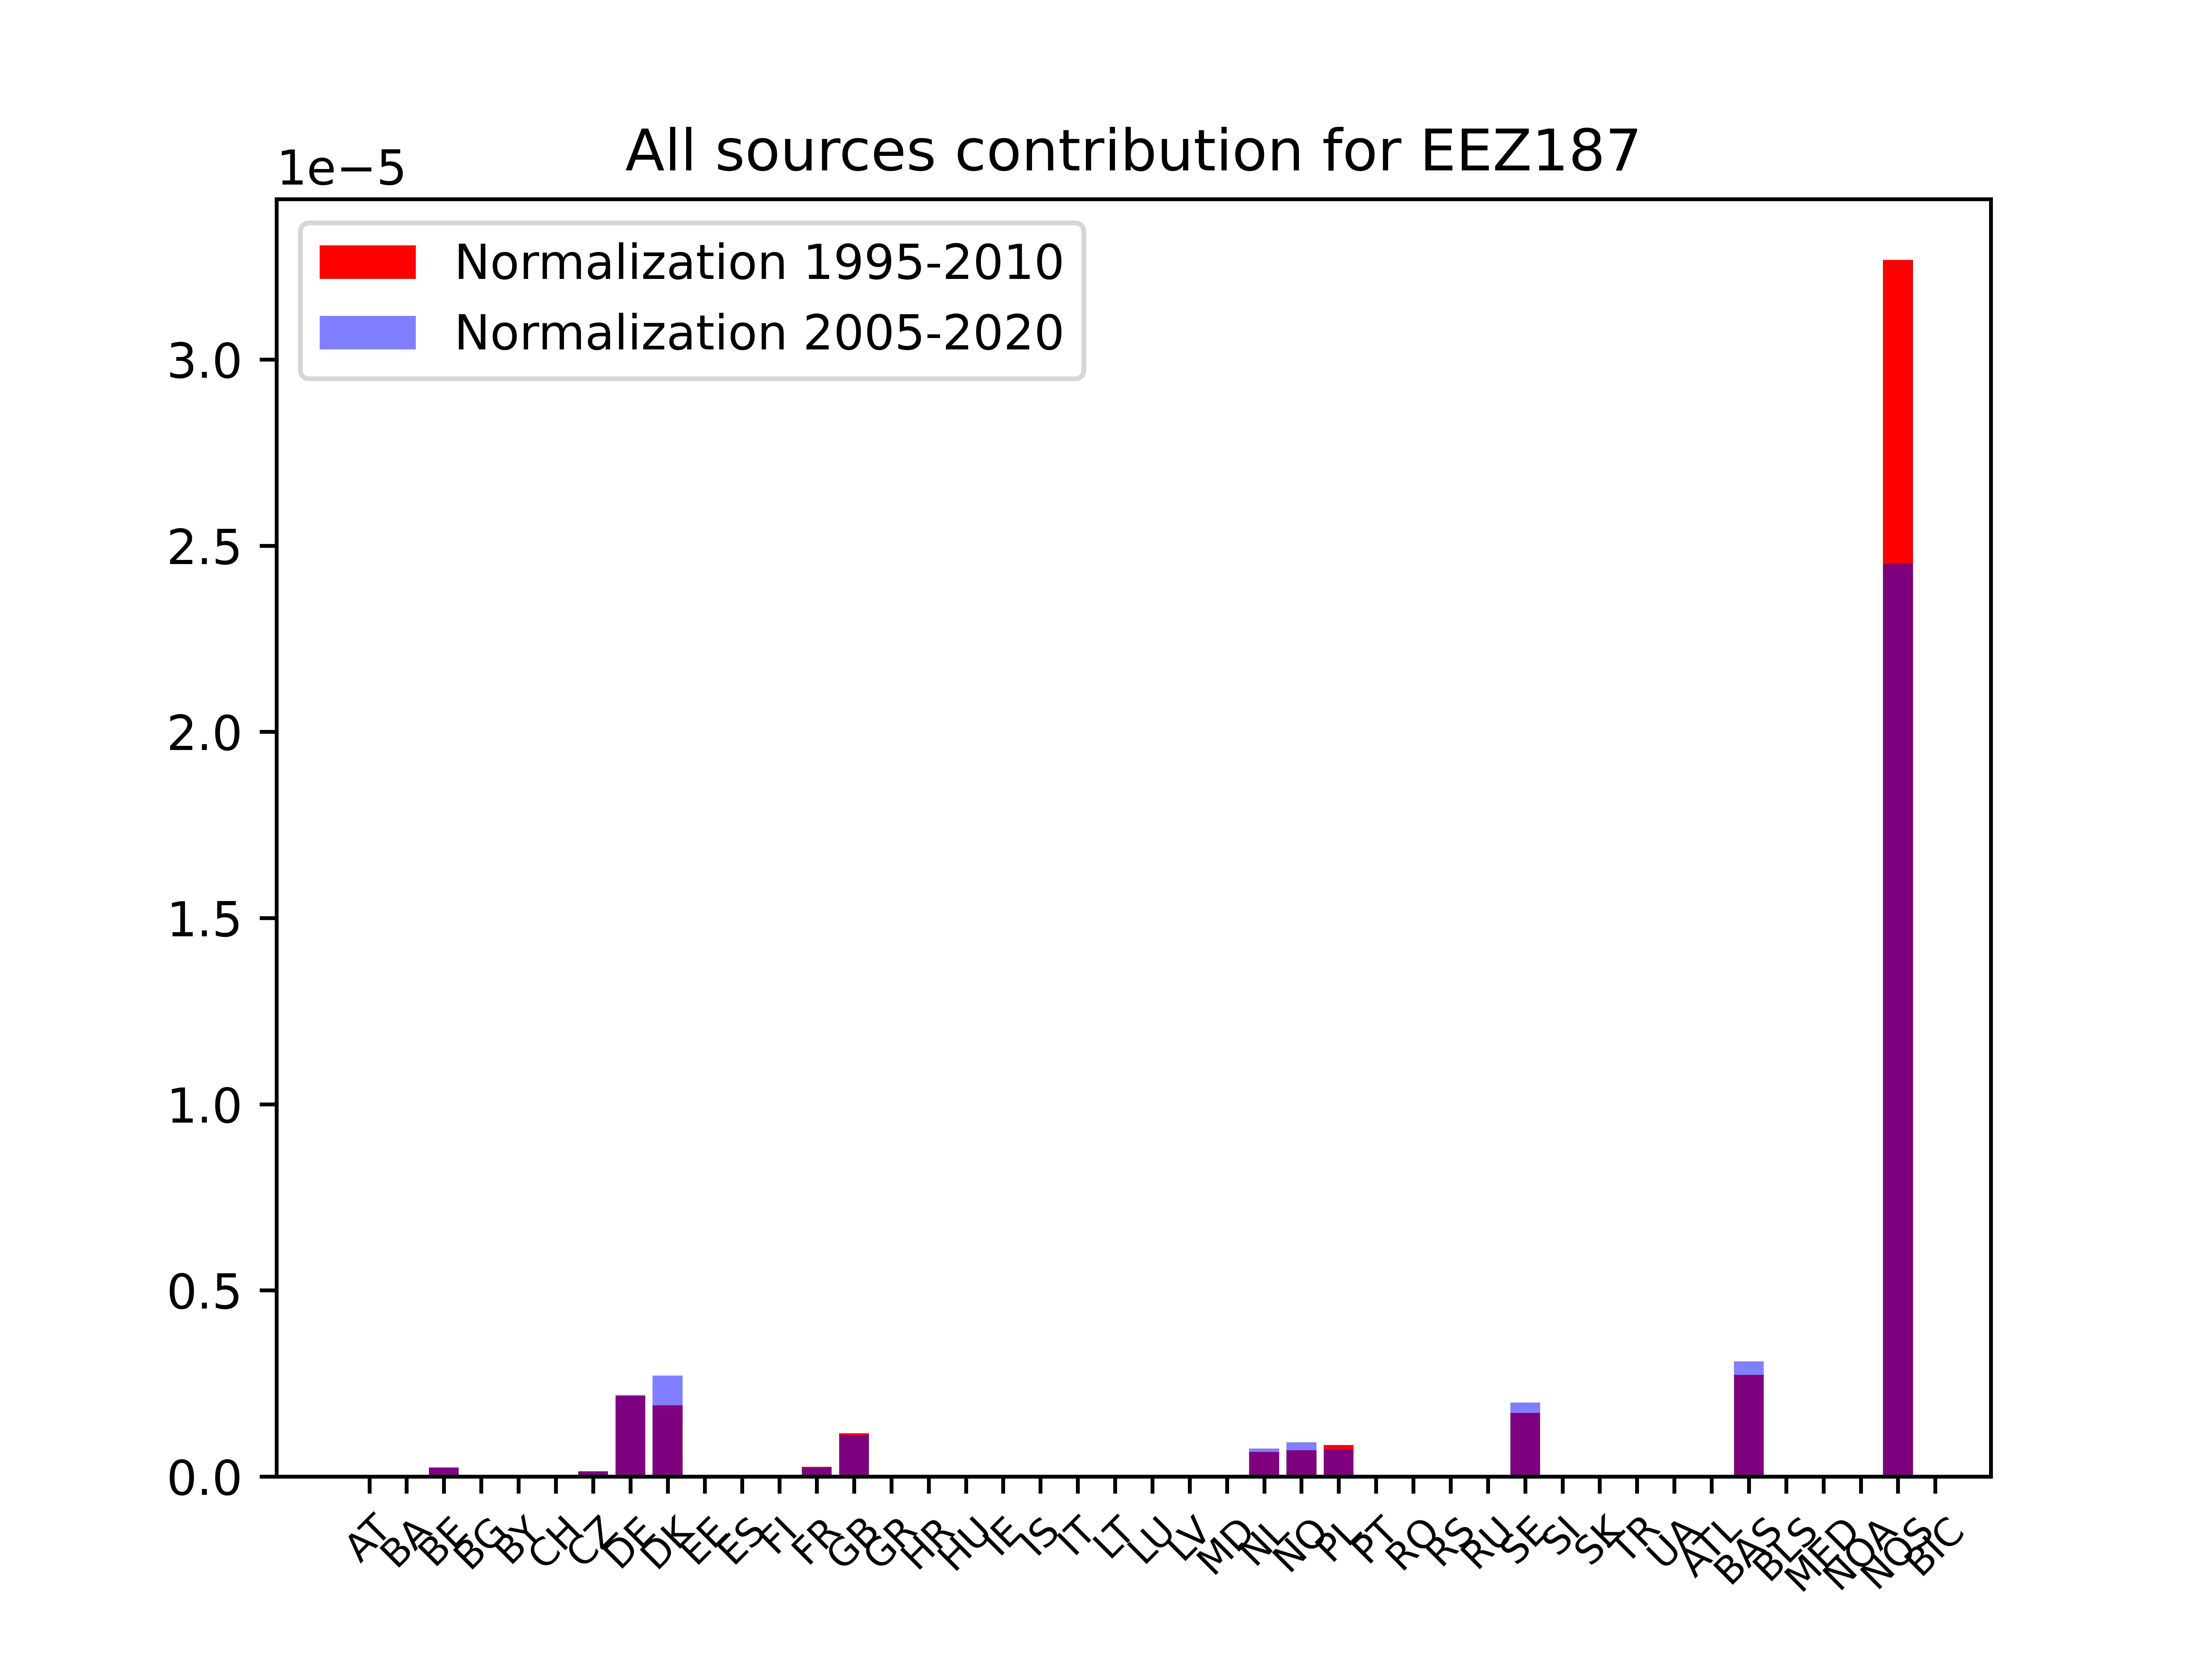 All sources contribution for EEZ187
1e−5
Normalization 1995-2010
Normalization 2005-2020
3.0
2.5
2.0
1.5
1.0
0.5
0.0
AT BA BE BG BY CH CZ DE DK EE ES FI FR GB GR HR HU IE IS IT LT LU LV MD NL NO PL PT RO RS RU SE SI SK TR UA ATL BAS BLS MED NOA NOS BIC